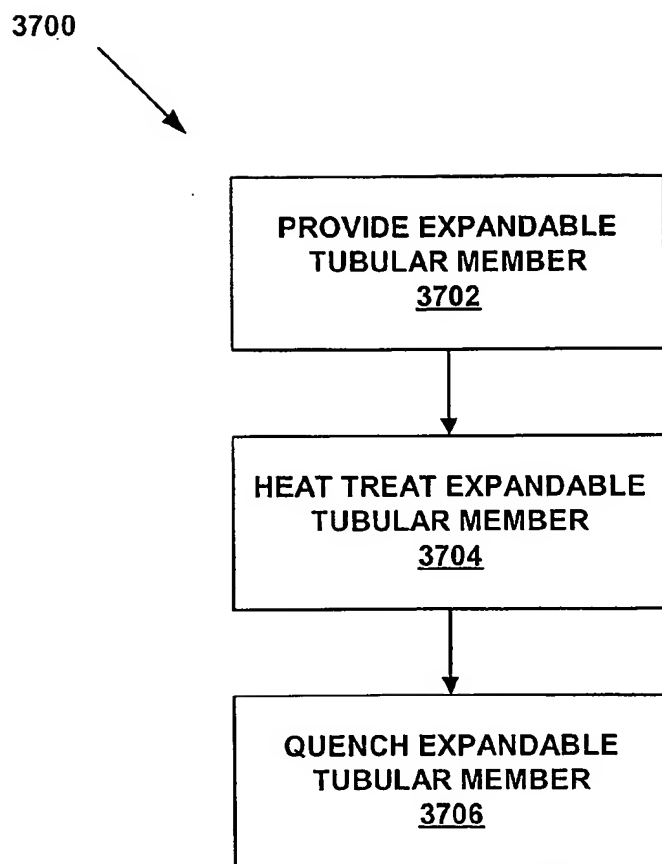 3700
PROVIDE EXPANDABLE
TUBULAR MEMBER
3702
HEAT TREAT EXPANDABLE
TUBULAR MEMBER
3704
QUENCH EXPANDABLE
TUBULAR MEMBER
3706